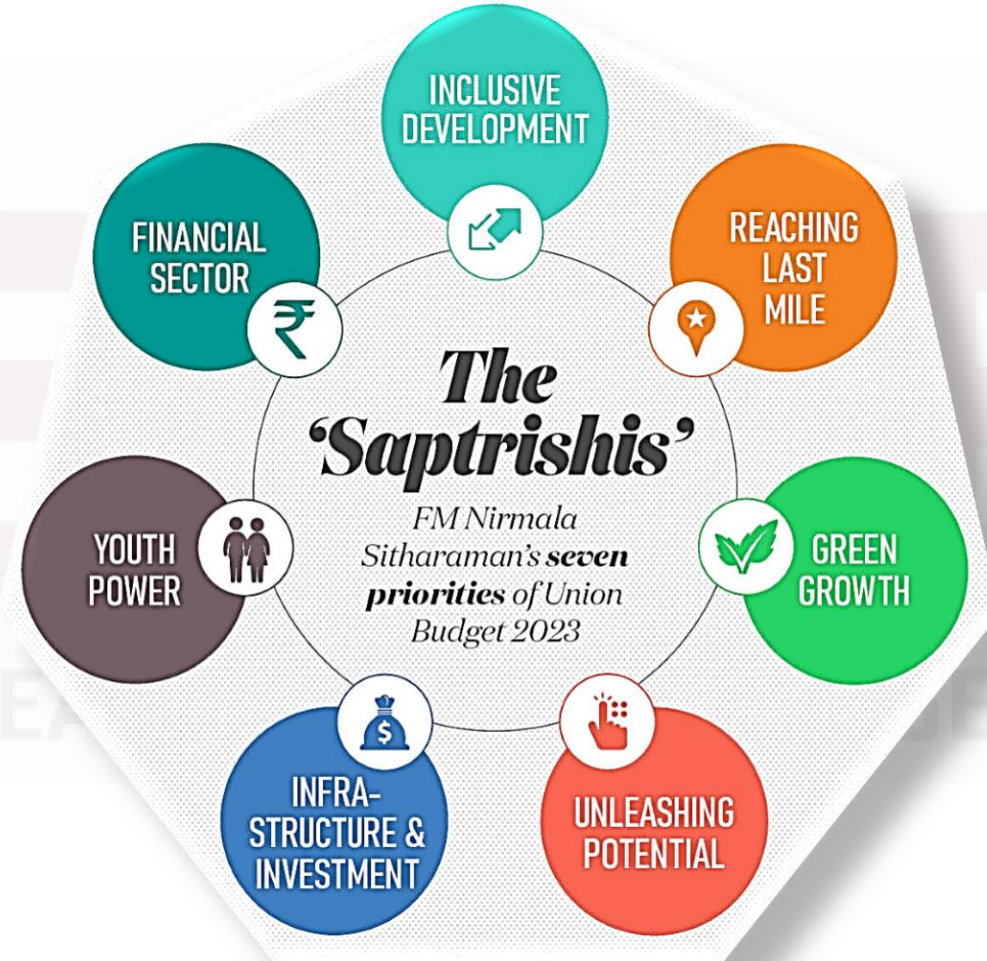 INCLUSIVE
DEVELOPMENT
REACHING
LAST
MILE
GREEN
GROWTH
UNLEASHING
POTENTIAL
INFRA-
STRUCTURE &
INVESTMENT
YOUTH
POWER
FINANCIAL
SECTOR
₹
$
The
‘Saptrishis’
FM Nirmala
Sitharaman’s seven
priorities of Union
Budget 2023